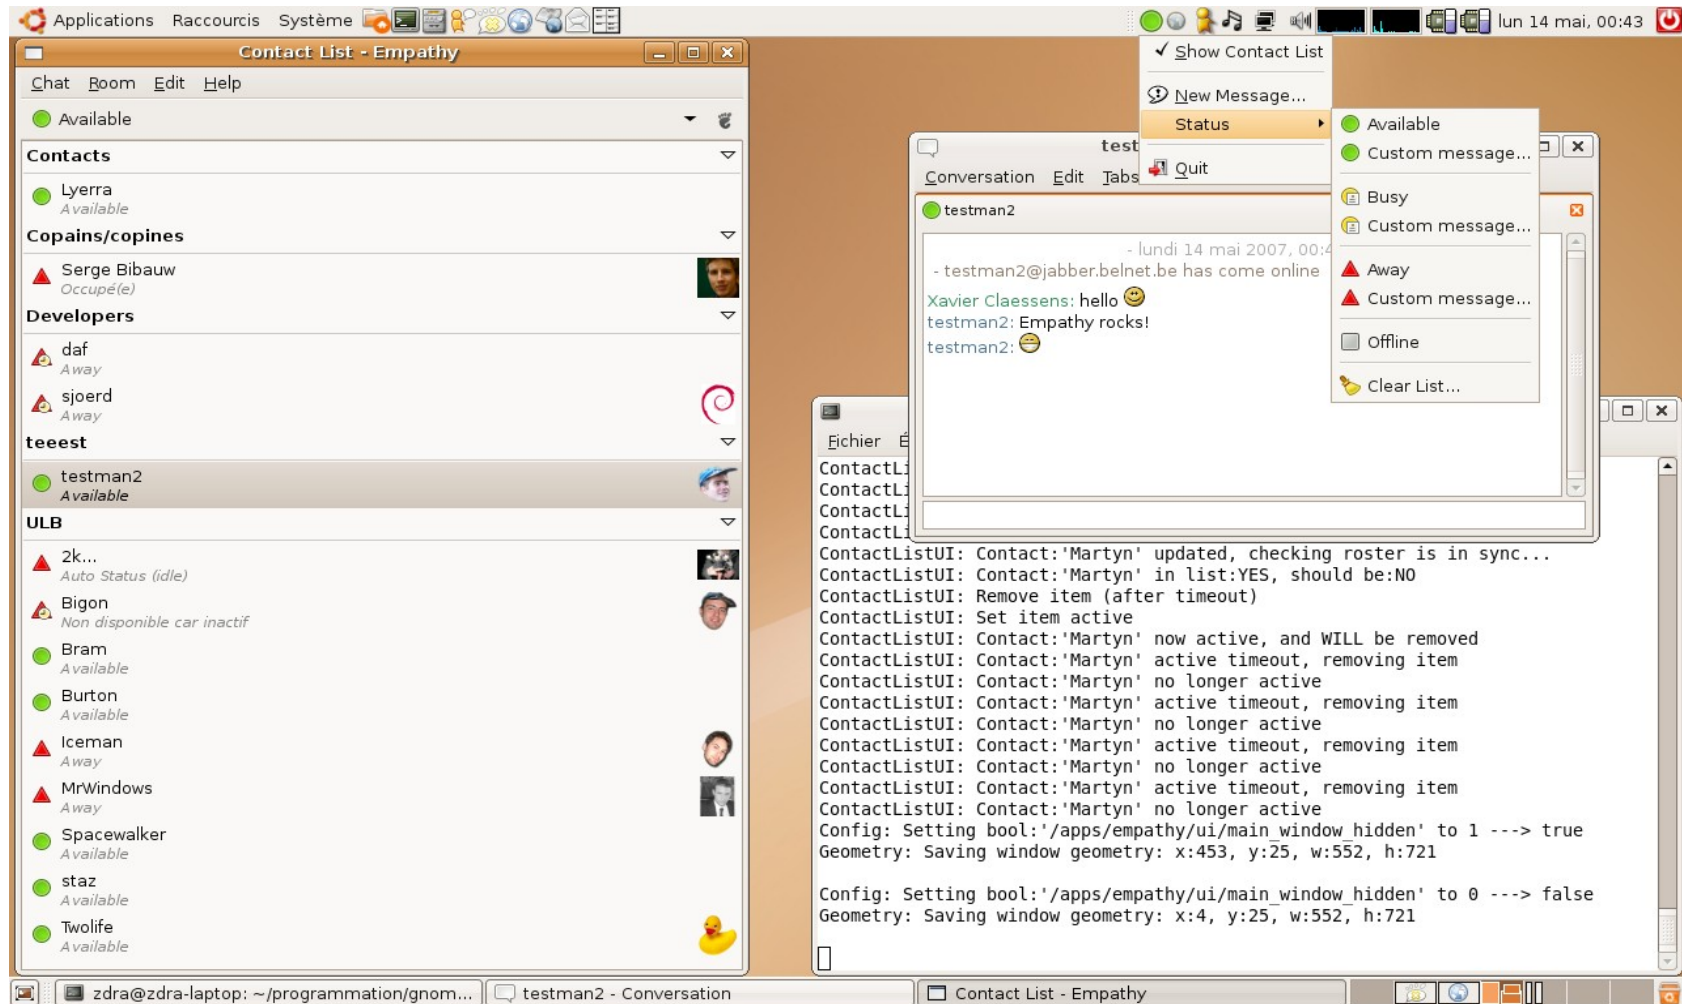 Applications Raccourcis Système
lun 14 mai, 00:43
Contact List - Empathy
Chat Room Edit Help
Available
Contacts
Lyerra
Available
Copains/copines
Serge Bibauw
Occupé(e)
Developers
daf
Away
sjoerd
Away
teeest
testman2
Available
ULB
2k...
Auto Status (idle)
Bigon
Non disponible car inactif
Bram
Available
Burton
Available
Iceman
Away
MrWindows
Away
Spacewalker
Available
staz
Available
Twolife
Available
Show Contact List
New Message...
Status
Quit
Available
Custom message...
Busy
Custom message...
Away
Custom message...
Offline
Clear List...
test
Conversation Edit Tabs
testman2
- lundi 14 mai 2007, 00:4
- testman2@jabber.belnet.be has come online
Xavier Claessens: hello
testman2: Empathy rocks!
testman2:
Fichier É
ContactLi
ContactLi
ContactLi
ContactLi
ContactListUI: Contact:'Martyn' updated, checking roster is in sync...
ContactListUI: Contact:'Martyn' in list:YES, should be:NO
ContactListUI: Remove item (after timeout)
ContactListUI: Set item active
ContactListUI: Contact:'Martyn' now active, and WILL be removed
ContactListUI: Contact:'Martyn' active timeout, removing item
ContactListUI: Contact:'Martyn' no longer active
ContactListUI: Contact:'Martyn' active timeout, removing item
ContactListUI: Contact:'Martyn' no longer active
ContactListUI: Contact:'Martyn' active timeout, removing item
ContactListUI: Contact:'Martyn' no longer active
ContactListUI: Contact:'Martyn' active timeout, removing item
ContactListUI: Contact:'Martyn' no longer active
Config: Setting bool:'/apps/empathy/ui/main_window_hidden' to 1 ---> true
Geometry: Saving window geometry: x:453, y:25, w:552, h:721
Config: Setting bool:'/apps/empathy/ui/main_window_hidden' to 0 ---> false
Geometry: Saving window geometry: x:4, y:25, w:552, h:721
zdra@zdra-laptop: ~/programmation/gnom...
testman2 - Conversation
Contact List - Empathy